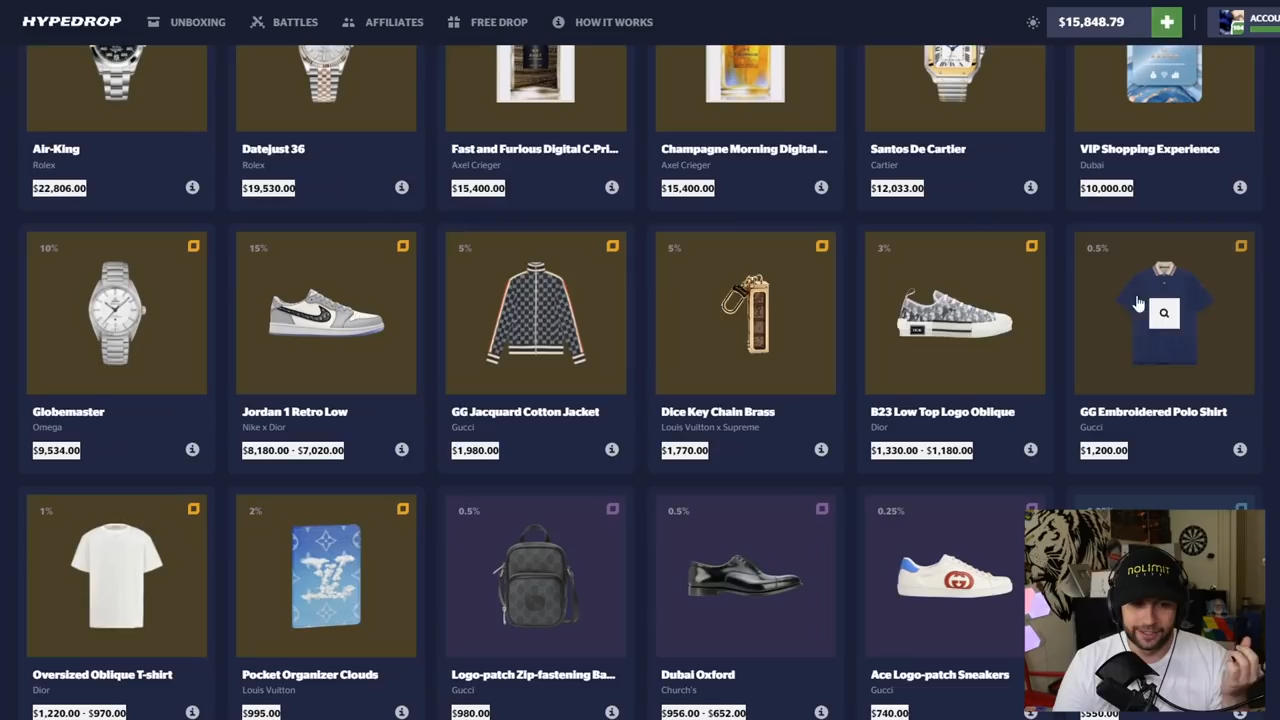 HYPEDROP UNBOXING BATTLES AFFILIATES FREE DROP HOW IT WORKS $15,848.79
Air-King Datejust 36 Fast and Furious Digital C-Pri... Champagne Morning Digital ... Santos De Cartier VIP Shopping Experience
Rolex Rolex Axel Crieger Axel Crieger Cartier Dubai
$22,806.00 $19,530.00 $15,400.00 $15,400.00 $12,033.00 $10,000.00
10% 15% 5% 5% 3% 0.5%
Globemaster Jordan 1 Retro Low GG Jacquard Cotton Jacket Dice Key Chain Brass B23 Low Top Logo Oblique GG Embroidered Polo Shirt
Omega Nike x Dior Gucci Louis Vuitton x Supreme Dior Gucci
$9,534.00 $8,180.00 - $7,020.00 $1,980.00 $1,770.00 $1,330.00 - $1,180.00 $1,200.00
1% 2% 0.5% 0.5% 0.25%
Oversized Oblique T-shirt Pocket Organizer Clouds Logo-patch Zip-fastening Ba... Dubai Oxford Ace Logo-patch Sneakers
Dior Louis Vuitton Gucci Church's Gucci
$1,220.00 - $970.00 $995.00 $980.00 $956.00 - $652.00 $740.00
NOLIMIT
CITY